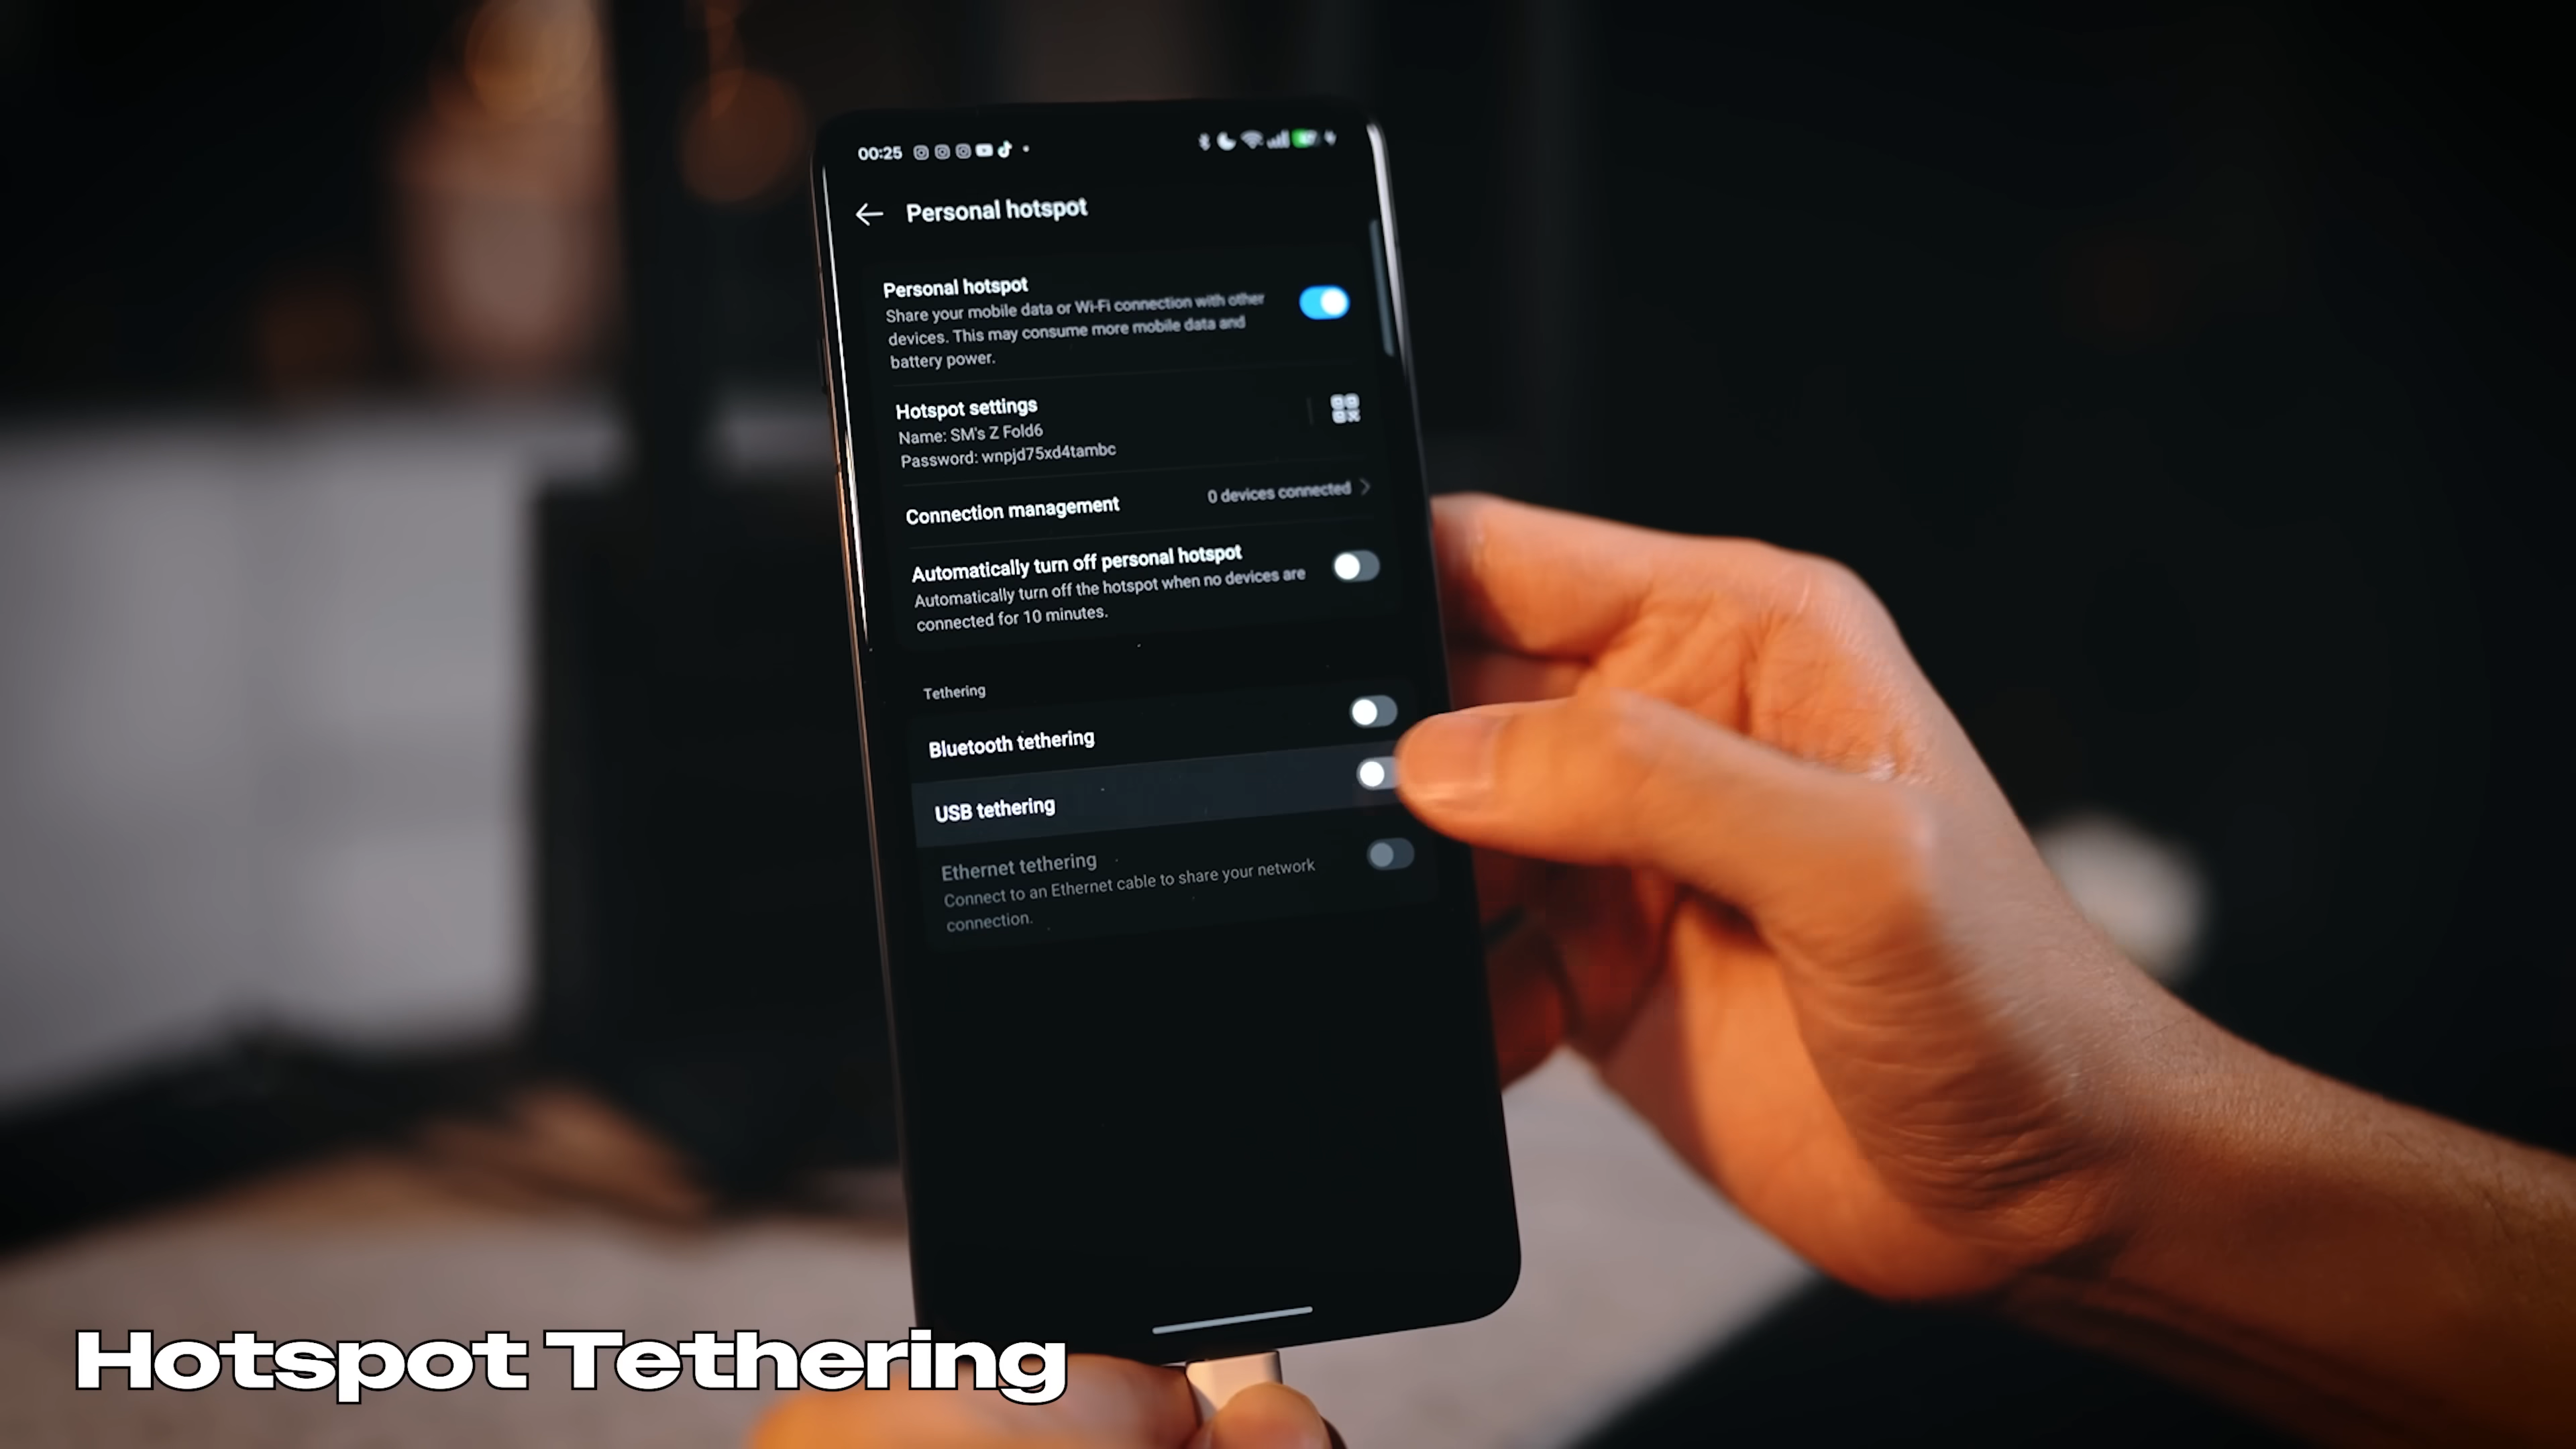 00:25
Personal hotspot
Personal hotspot
Share your mobile data or Wi-Fi connection with other
devices. This may consume more mobile data and
battery power.
Hotspot settings
Name: SM's Z Fold6
Password: wnpjd75xd4tambc
Connection management
0 devices connected
Automatically turn off personal hotspot
Automatically turn off the hotspot when no devices are
connected for 10 minutes.
Tethering
Bluetooth tethering
USB tethering
Ethernet tethering
Connect to an Ethernet cable to share your network
connection.
Hotspot Tethering